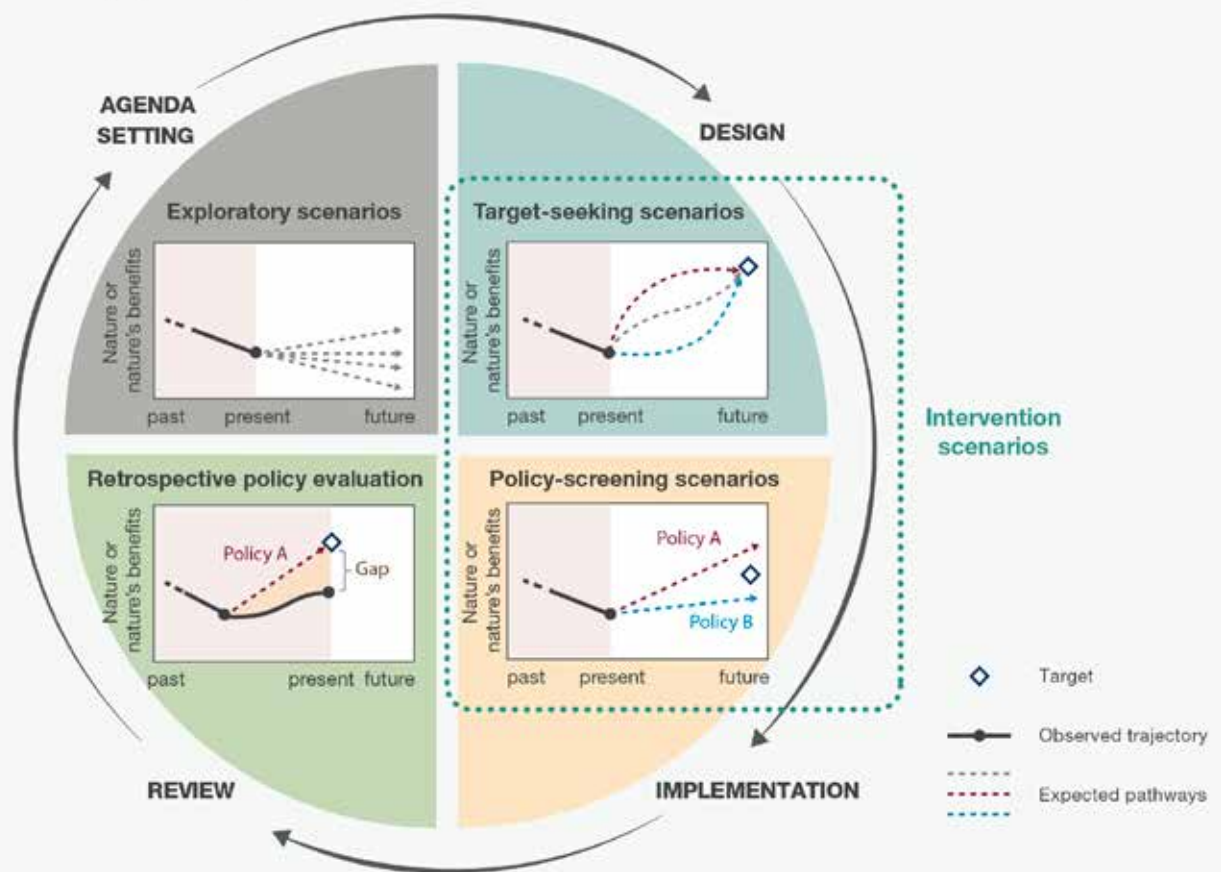 AGENDA
SETTING
DESIGN
Exploratory scenarios
Nature or
nature's benefits
past present future
Target-seeking scenarios
Nature or
nature's benefits
past present future
Intervention
scenarios
Retrospective policy evaluation
Nature or
nature's benefits
Policy A
Gap
past present future
Policy-screening scenarios
Nature or
nature's benefits
Policy A
Policy B
past present future
REVIEW
IMPLEMENTATION
Target
Observed trajectory
Expected pathways